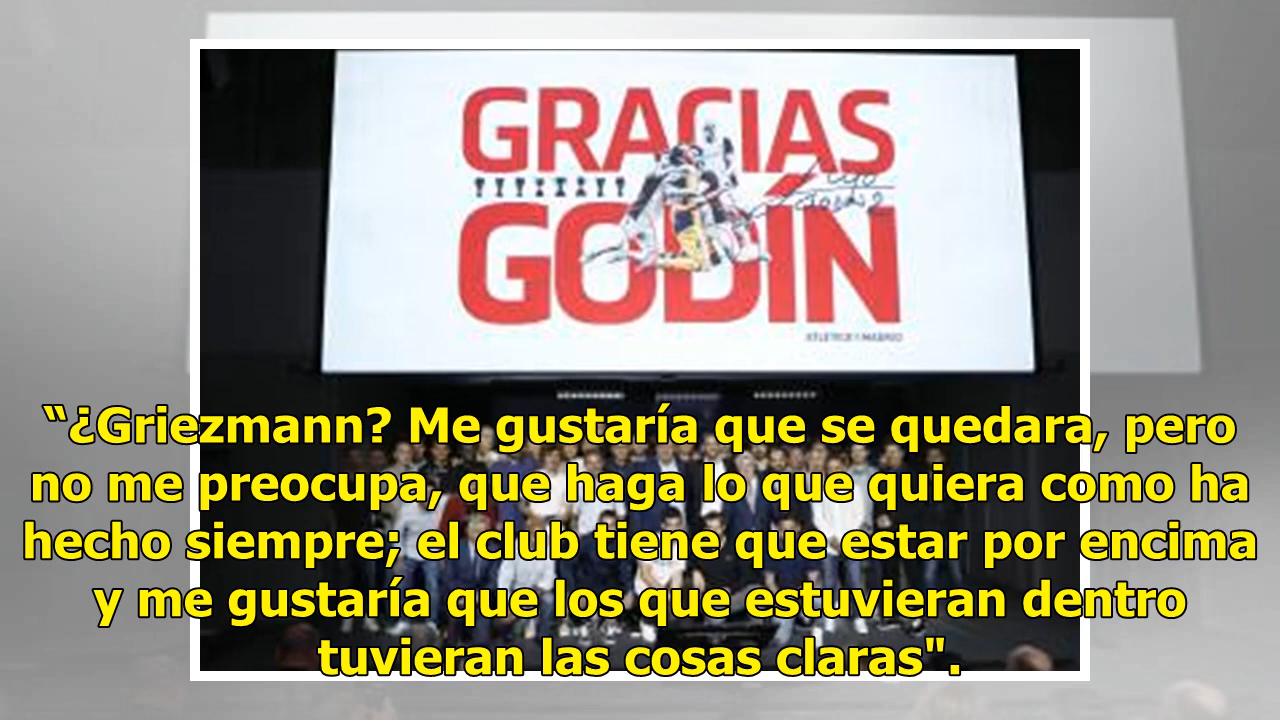 GRACIAS
GODÍN
Diego
Godín
ATLÉTICO DE MADRID
“¿Griezmann? Me gustaría que se quedara, pero
no me preocupa, que haga lo que quiera como ha
hecho siempre; el club tiene que estar por encima
y me gustaría que los que estuvieran dentro
tuvieran las cosas claras".